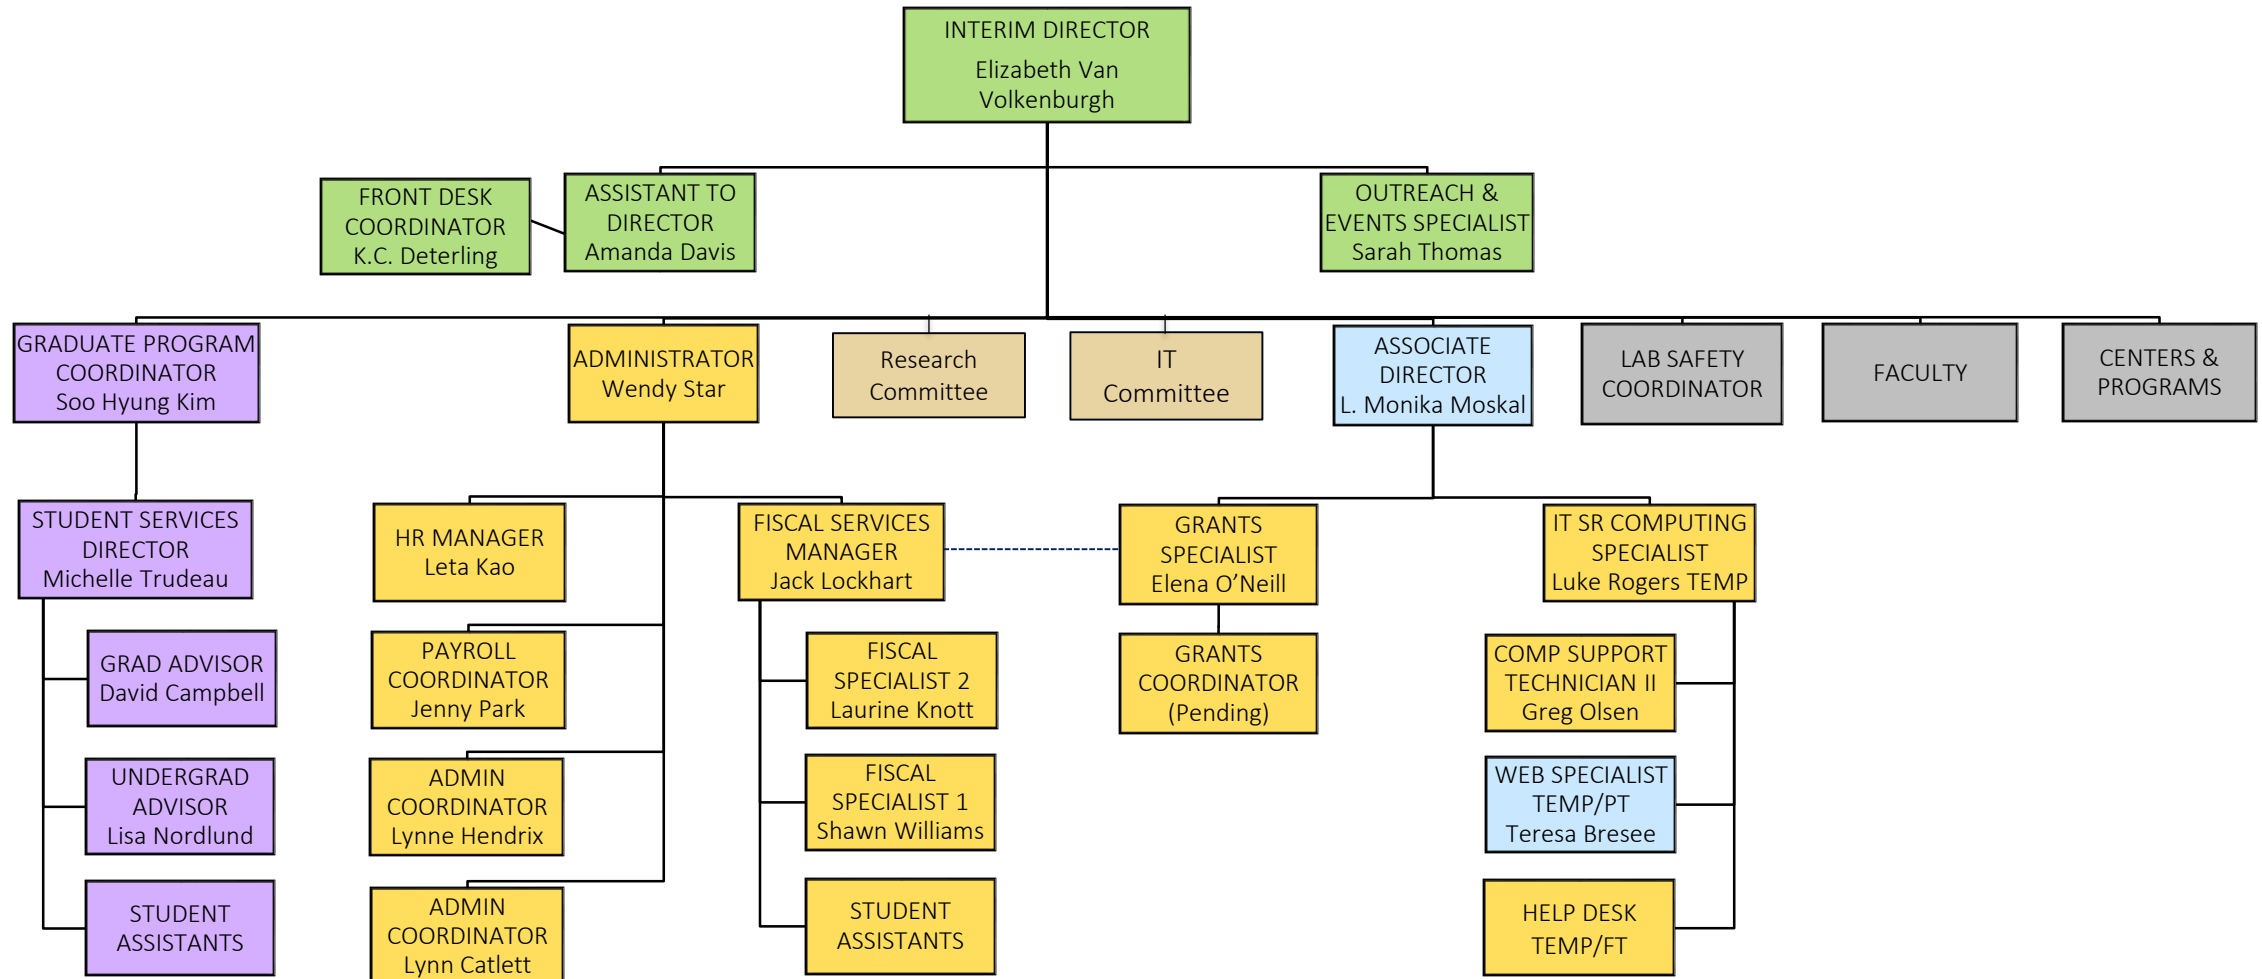 INTERIM DIRECTOR
Elizabeth Van
Volkenburgh
FRONT DESK
COORDINATOR
K.C. Deterling
ASSISTANT TO
DIRECTOR
Amanda Davis
OUTREACH &
EVENTS SPECIALIST
Sarah Thomas
GRADUATE PROGRAM
COORDINATOR
Soo Hyung Kim
ADMINISTRATOR
Wendy Star
Research
Committee
IT
Committee
ASSOCIATE
DIRECTOR
L. Monika Moskal
LAB SAFETY
COORDINATOR
FACULTY
CENTERS &
PROGRAMS
STUDENT SERVICES
DIRECTOR
Michelle Trudeau
HR MANAGER
Leta Kao
FISCAL SERVICES
MANAGER
Jack Lockhart
GRANTS
SPECIALIST
Elena O’Neill
IT SR COMPUTING
SPECIALIST
Luke Rogers TEMP
GRAD ADVISOR
David Campbell
PAYROLL
COORDINATOR
Jenny Park
FISCAL
SPECIALIST 2
Laurine Knott
GRANTS
COORDINATOR
(Pending)
COMP SUPPORT
TECHNICIAN II
Greg Olsen
UNDERGRAD
ADVISOR
Lisa Nordlund
ADMIN
COORDINATOR
Lynne Hendrix
FISCAL
SPECIALIST 1
Shawn Williams
WEB SPECIALIST
TEMP/PT
Teresa Bresee
STUDENT
ASSISTANTS
ADMIN
COORDINATOR
Lynn Catlett
STUDENT
ASSISTANTS
HELP DESK
TEMP/FT